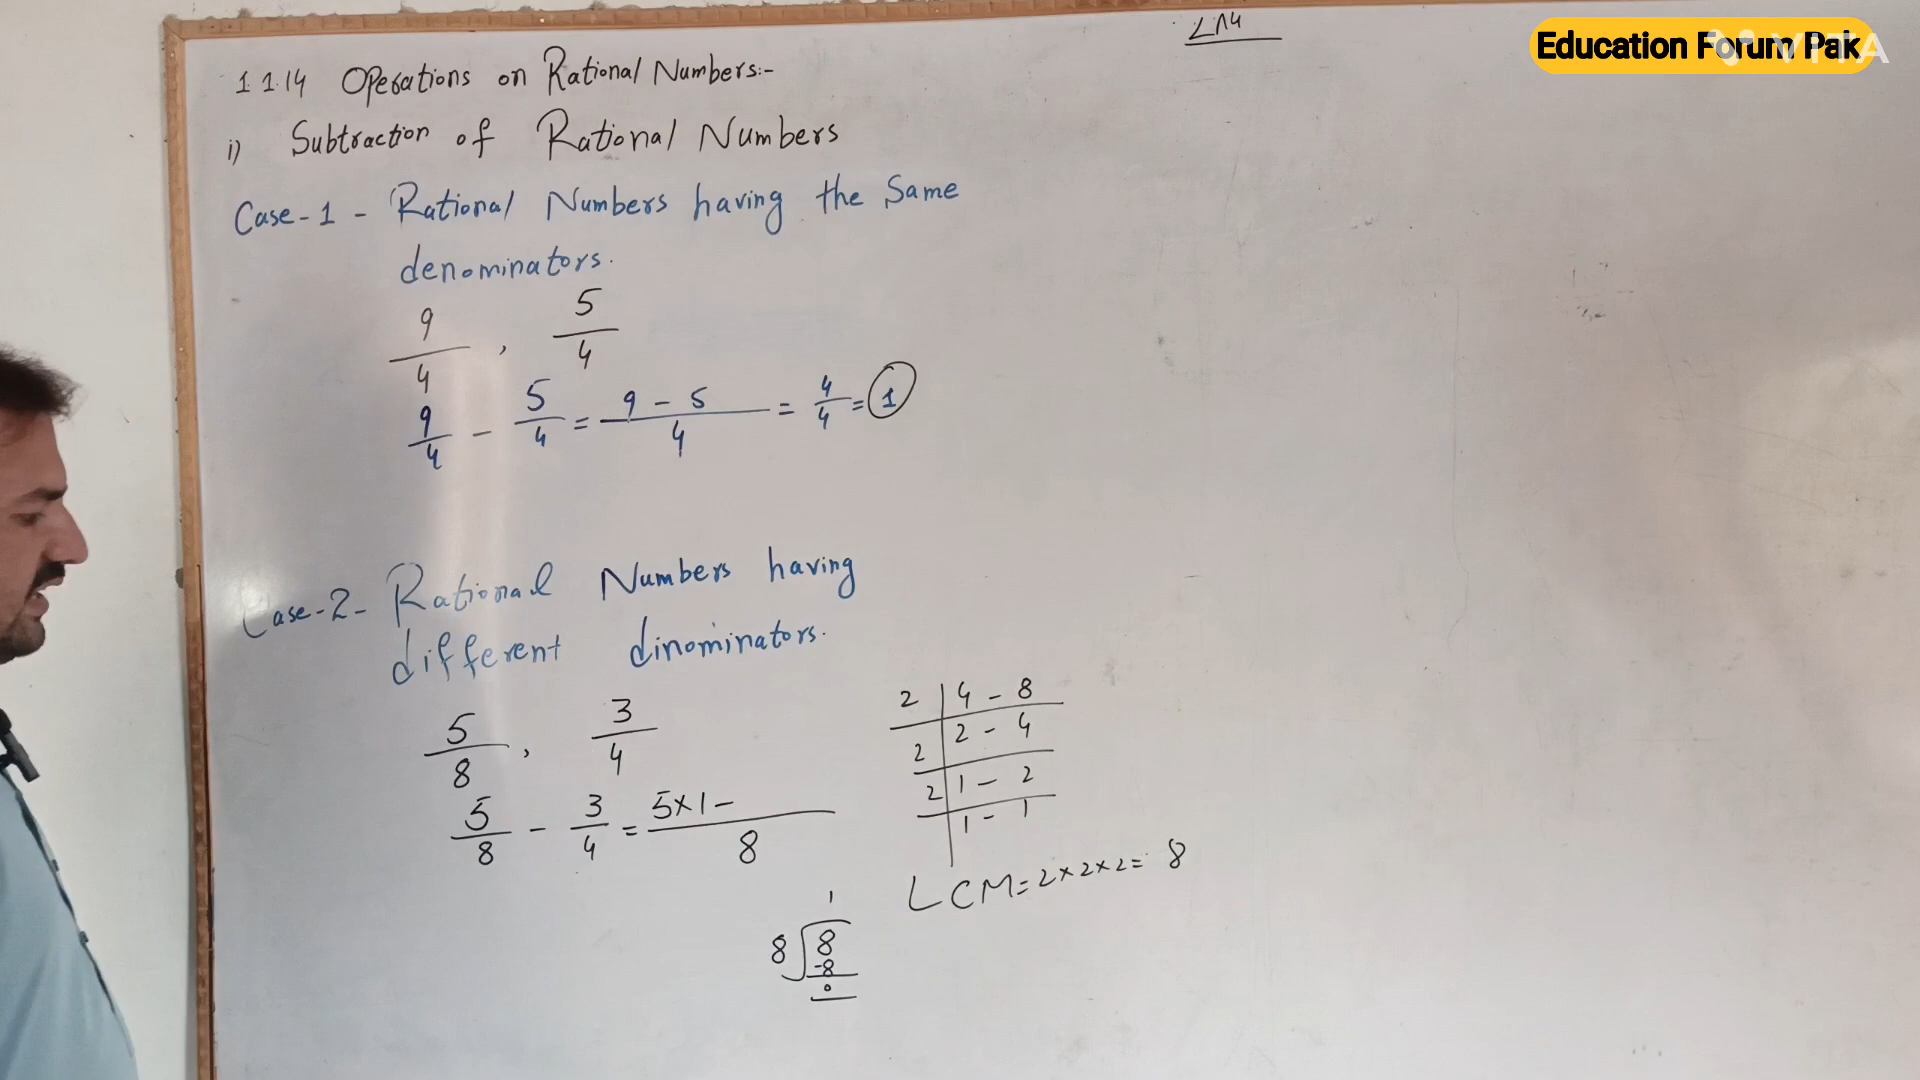 L14
Education Forum Pak
VITA
1.1.14 Operations on Rational Numbers:-
i) Subtraction of Rational Numbers
Case-1 - Rational Numbers having the Same
denominators.
9/4 , 5/4
9/4 - 5/4 = 9 - 5/4 = 4/4 = 1
Case-2- Rational Numbers having
different dinominators.
5/8 , 3/4
5/8 - 3/4 = 5×1 - /8
2 | 4 - 8
2 | 2 - 4
2 | 1 - 2
1 - 1
LCM = 2×2×2 = 8
1
8 8
-8
0